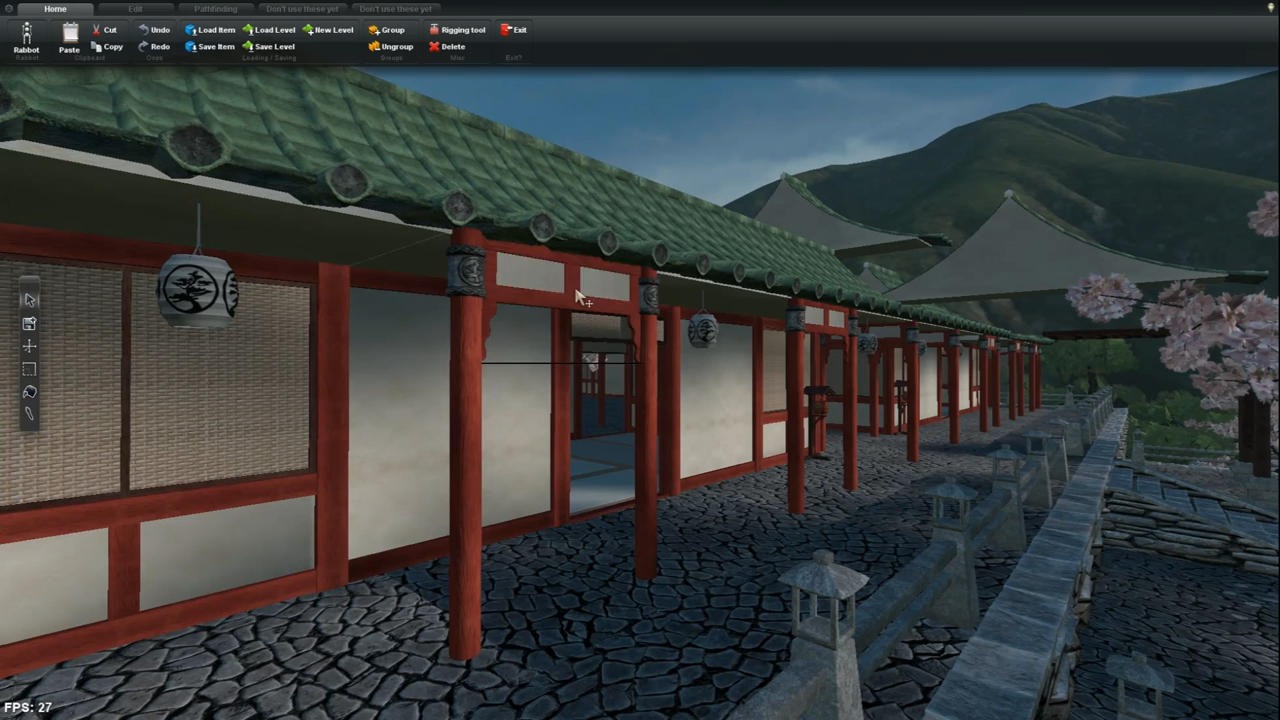 Home Edit Pathfinding Don't use these yet Don't use these yet
Rabbot Paste Cut Undo Load Item Load Level New Level Group Rigging tool Exit
Copy Redo Save Item Save Level Ungroup Delete
Rabbot Clipboard Oops Loading / Saving Groups Misc Exit?
FPS: 27